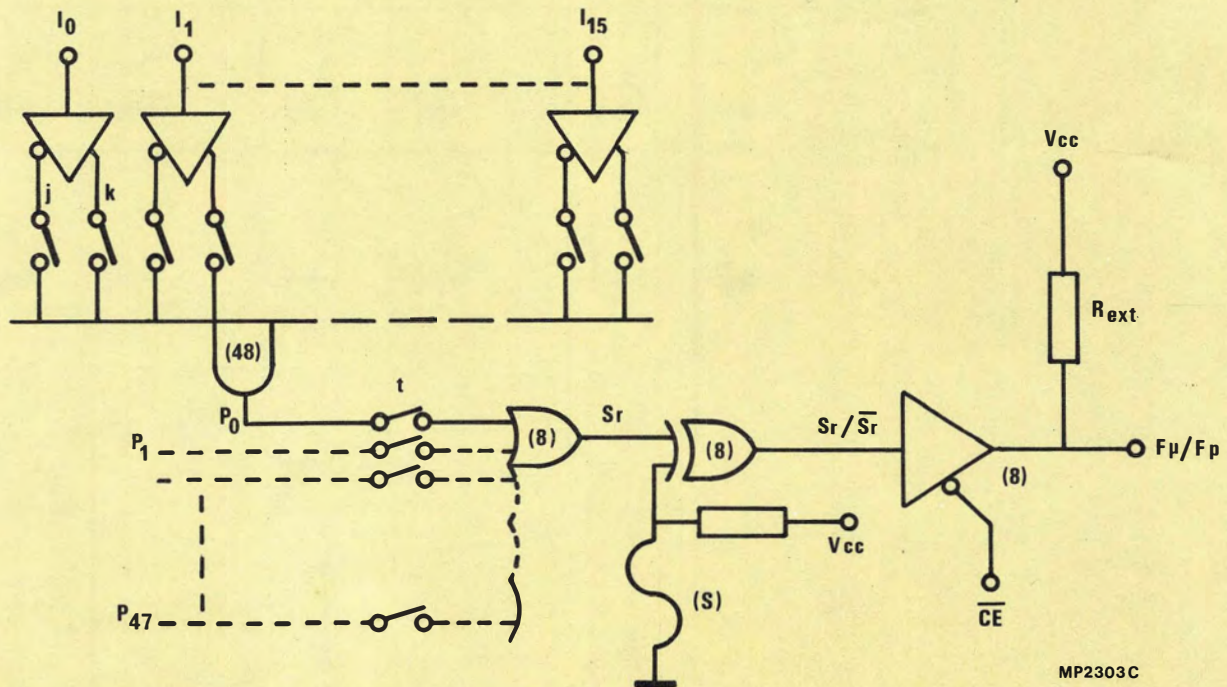 I0 I1 I15
Vcc
j k
Rext
(48)
t
P0
Sr
Sr/S̅r̅
P1
(8) (8)
(8)
Fμ/Fp
Vcc
(S)
P47
C̅E̅
MP2303C